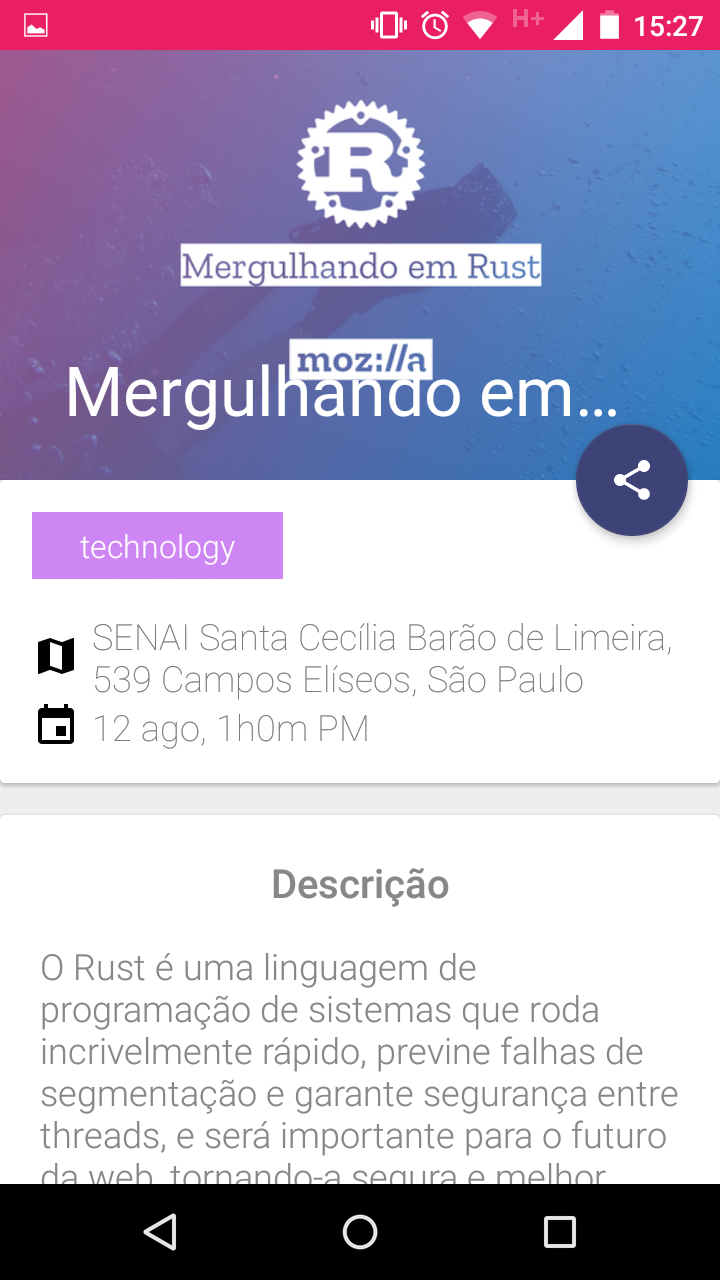 H+ 15:27
R
Mergulhando em Rust
moz://a
Mergulhando em…
technology
SENAI Santa Cecília Barão de Limeira,
539 Campos Elíseos, São Paulo
12 ago, 1h0m PM
Descrição
O Rust é uma linguagem de
programação de sistemas que roda
incrivelmente rápido, previne falhas de
segmentação e garante segurança entre
threads, e será importante para o futuro
da web, tornando-a segura e melhor